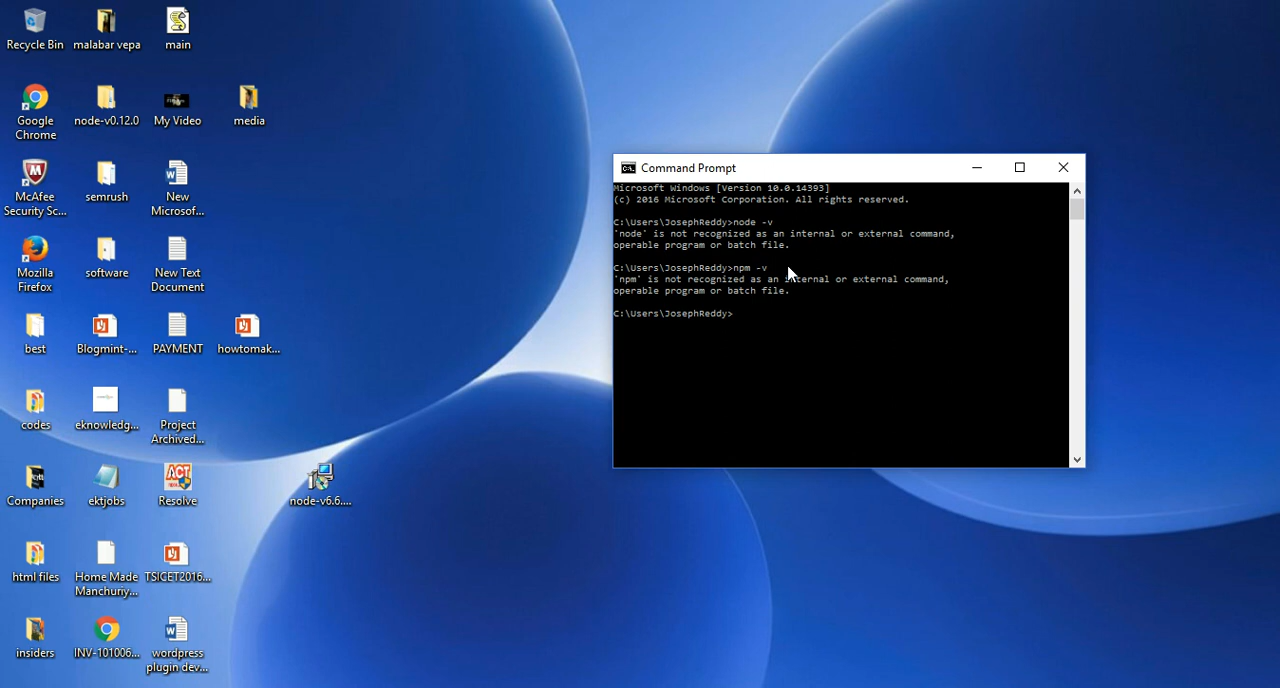 Recycle Bin
malabar vepa
main
Google
Chrome
node-v0.12.0
My Video
media
McAfee
Security Sc...
semrush
New
Microsof...
Mozilla
Firefox
software
New Text
Document
best
Blogmint-...
PAYMENT
howtomak...
codes
eknowledg...
Project
Archived...
Companies
ektjobs
ACT
Resolve
node-v6.6....
html files
Home Made
Manchuriy...
TSICET2016...
insiders
INV-101006...
wordpress
plugin dev...
Command Prompt
Microsoft Windows [Version 10.0.14393]
(c) 2016 Microsoft Corporation. All rights reserved.
C:\Users\JosephReddy>node -v
'node' is not recognized as an internal or external command,
operable program or batch file.
C:\Users\JosephReddy>npm -v
'npm' is not recognized as an internal or external command,
operable program or batch file.
C:\Users\JosephReddy>